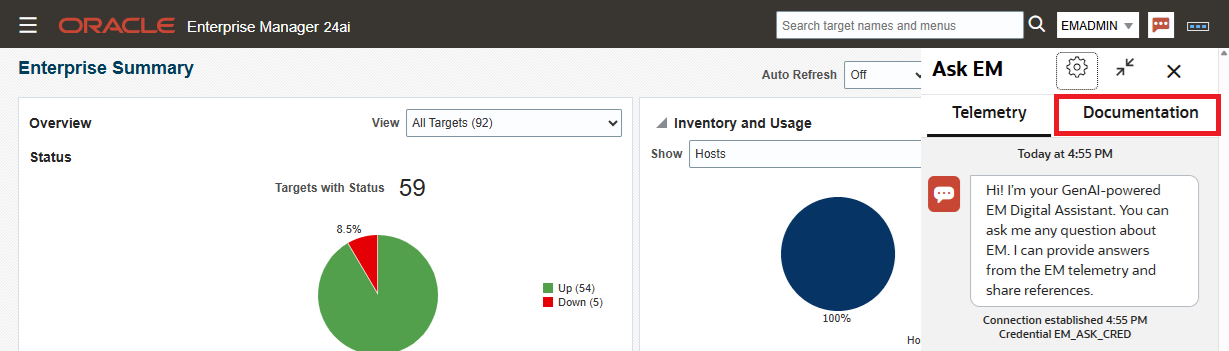 ORACLE Enterprise Manager 24ai
Search target names and menus
EMADMIN
Enterprise Summary
Auto Refresh Off
Overview
View All Targets (92)
Status
Targets with Status 59
8.5%
Up (54)
Down (5)
Inventory and Usage
Show Hosts
100%
Ask EM
Telemetry
Documentation
Today at 4:55 PM
Hi! I'm your GenAI-powered
EM Digital Assistant. You can
ask me any question about
EM. I can provide answers
from the EM telemetry and
share references.
Connection established 4:55 PM
Credential EM_ASK_CRED